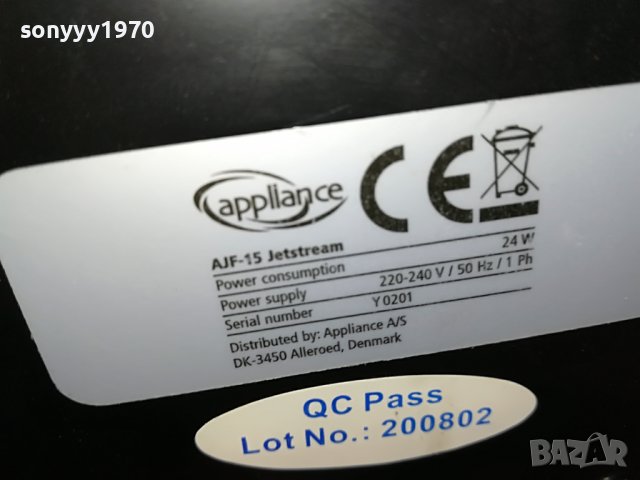 sonyyy1970
appliance
CE
AJF-15 Jetstream
Power consumption 24 W
Power supply 220-240 V / 50 Hz / 1 Ph
Serial number Y 0201
Distributed by: Appliance A/S
DK-3450 Alleroed, Denmark
QC Pass
Lot No.: 200802
BAZAR